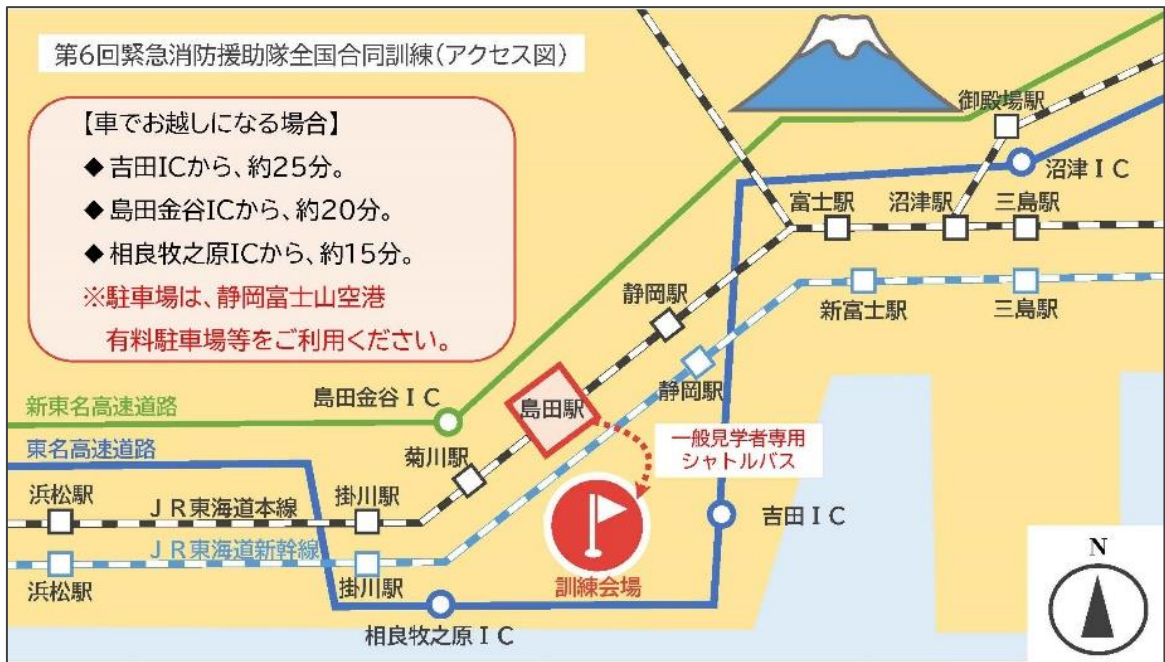 第6回緊急消防援助隊全国合同訓練(アクセス図)
【車でお越しになる場合】
◆ 吉田ICから、約25分。
◆ 島田金谷ICから、約20分。
◆ 相良牧之原ICから、約15分。
※駐車場は、静岡富士山空港
有料駐車場等をご利用ください。
御殿場駅
沼津IC
富士駅
沼津駅
三島駅
静岡駅
新富士駅
三島駅
静岡駅
島田金谷IC
島田駅
新東名高速道路
一般見学者専用
シャトルバス
東名高速道路
菊川駅
浜松駅
JR東海道本線
掛川駅
吉田IC
JR東海道新幹線
浜松駅
掛川駅
訓練会場
相良牧之原IC
N